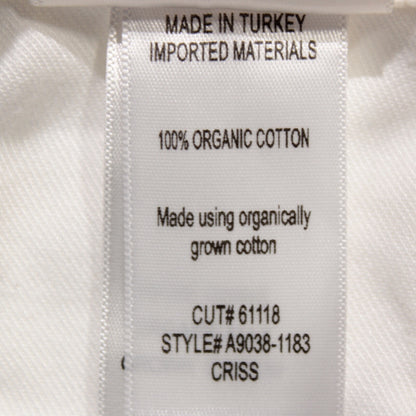 MADE IN TURKEY
IMPORTED MATERIALS
100% ORGANIC COTTON
Made using organically
grown cotton
CUT# 61118
STYLE# A9038-1183
CRISS